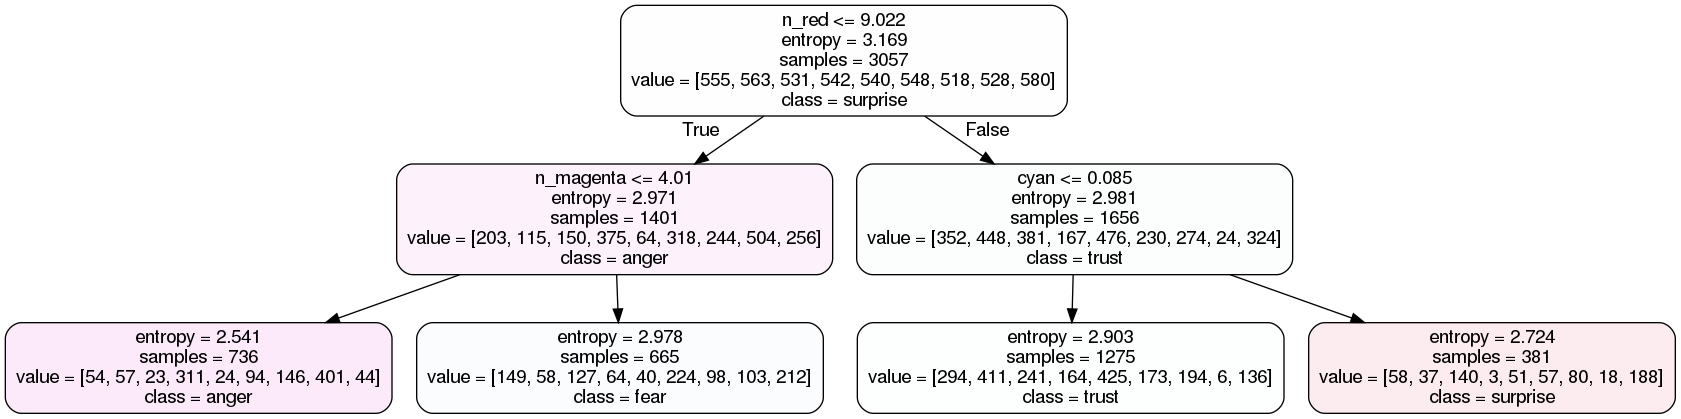 n_red <= 9.022
entropy = 3.169
samples = 3057
value = [555, 563, 531, 542, 540, 548, 518, 528, 580]
class = surprise
True
False
n_magenta <= 4.01
entropy = 2.971
samples = 1401
value = [203, 115, 150, 375, 64, 318, 244, 504, 256]
class = anger
cyan <= 0.085
entropy = 2.981
samples = 1656
value = [352, 448, 381, 167, 476, 230, 274, 24, 324]
class = trust
entropy = 2.541
samples = 736
value = [54, 57, 23, 311, 24, 94, 146, 401, 44]
class = anger
entropy = 2.978
samples = 665
value = [149, 58, 127, 64, 40, 224, 98, 103, 212]
class = fear
entropy = 2.903
samples = 1275
value = [294, 411, 241, 164, 425, 173, 194, 6, 136]
class = trust
entropy = 2.724
samples = 381
value = [58, 37, 140, 3, 51, 57, 80, 18, 188]
class = surprise